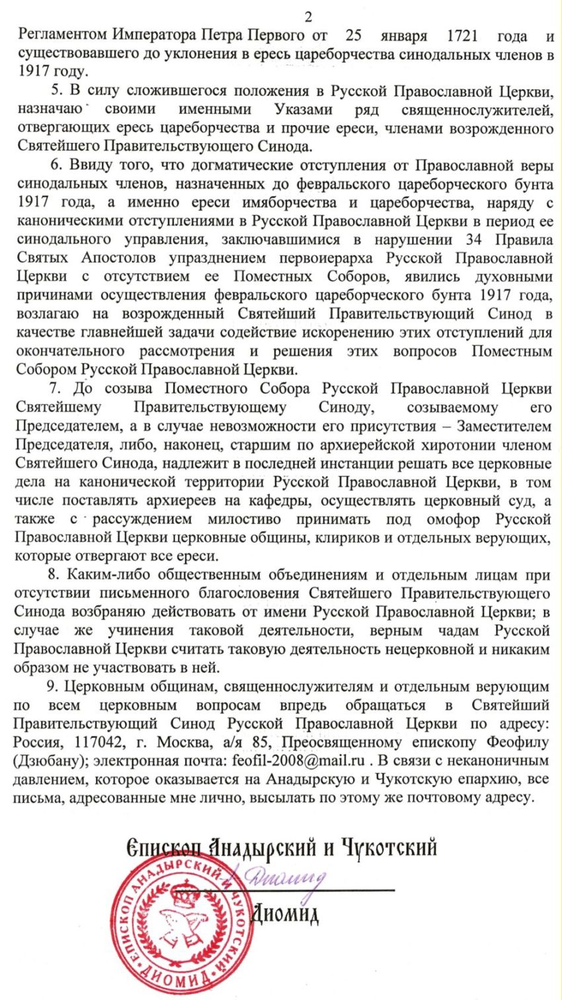 2
Регламентом Императора Петра Первого от 25 января 1721 года и
существовавшего до уклонения в ересь цареборчества синодальных членов в
1917 году.
5. В силу сложившегося положения в Русской Православной Церкви,
назначаю своими именными Указами ряд священнослужителей,
отвергающих ересь цареборчества и прочие ереси, членами возрожденного
Святейшего Правительствующего Синода.
6. Ввиду того, что догматические отступления от Православной веры
синодальных членов, назначенных до февральского цареборческого бунта
1917 года, а именно ереси имяборчества и цареборчества, наряду с
каноническими отступлениями в Русской Православной Церкви в период ее
синодального управления, заключавшимися в нарушении 34 Правила
Святых Апостолов упразднением первоиерарха Русской Православной
Церкви с отсутствием ее Поместных Соборов, явились духовными
причинами осуществления февральского цареборческого бунта 1917 года,
возлагаю на возрожденный Святейший Правительствующий Синод в
качестве главнейшей задачи содействие искоренению этих отступлений для
окончательного рассмотрения и решения этих вопросов Поместным
Собором Русской Православной Церкви.
7. До созыва Поместного Собора Русской Православной Церкви
Святейшему Правительствующему Синоду, созываемому его
Председателем, а в случае невозможности его присутствия – Заместителем
Председателя, либо, наконец, старшим по архиерейской хиротонии членом
Святейшего Синода, надлежит в последней инстанции решать все церковные
дела на канонической территории Русской Православной Церкви, в том
числе поставлять архиереев на кафедры, осуществлять церковный суд, а
также с рассуждением милостиво принимать под омофор Русской
Православной Церкви церковные общины, клириков и отдельных верующих,
которые отвергают все ереси.
8. Каким-либо общественным объединениям и отдельным лицам при
отсутствии письменного благословения Святейшего Правительствующего
Синода возбраняю действовать от имени Русской Православной Церкви; в
случае же учинения таковой деятельности, верным чадам Русской
Православной Церкви считать таковую деятельность нецерковной и никаким
образом не участвовать в ней.
9. Церковным общинам, священнослужителям и отдельным верующим
по всем церковным вопросам впредь обращаться в Святейший
Правительствующий Синод Русской Православной Церкви по адресу:
Россия, 117042, г. Москва, а/я 85, Преосвященному епископу Феофилу
(Дзюбану); электронная почта: feofil-2008@mail.ru . В связи с неканоничным
давлением, которое оказывается на Анадырскую и Чукотскую епархию, все
письма, адресованные мне лично, высылать по этому же почтовому адресу.
Епископ Анадырский и Чукотский
Диомид
Диомид
ЕПИСКОП АНАДЫРСКИЙ И ЧУКОТСКИЙ
ДИОМИД